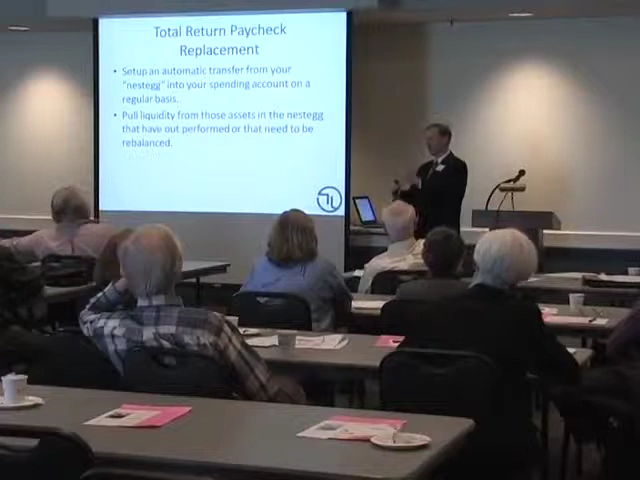 Total Return Paycheck
Replacement
• Setup an automatic transfer from your
"nestegg" into your spending account on a
regular basis.
• Pull liquidity from those assets in the nestegg
that have out performed or that need to be
rebalanced.